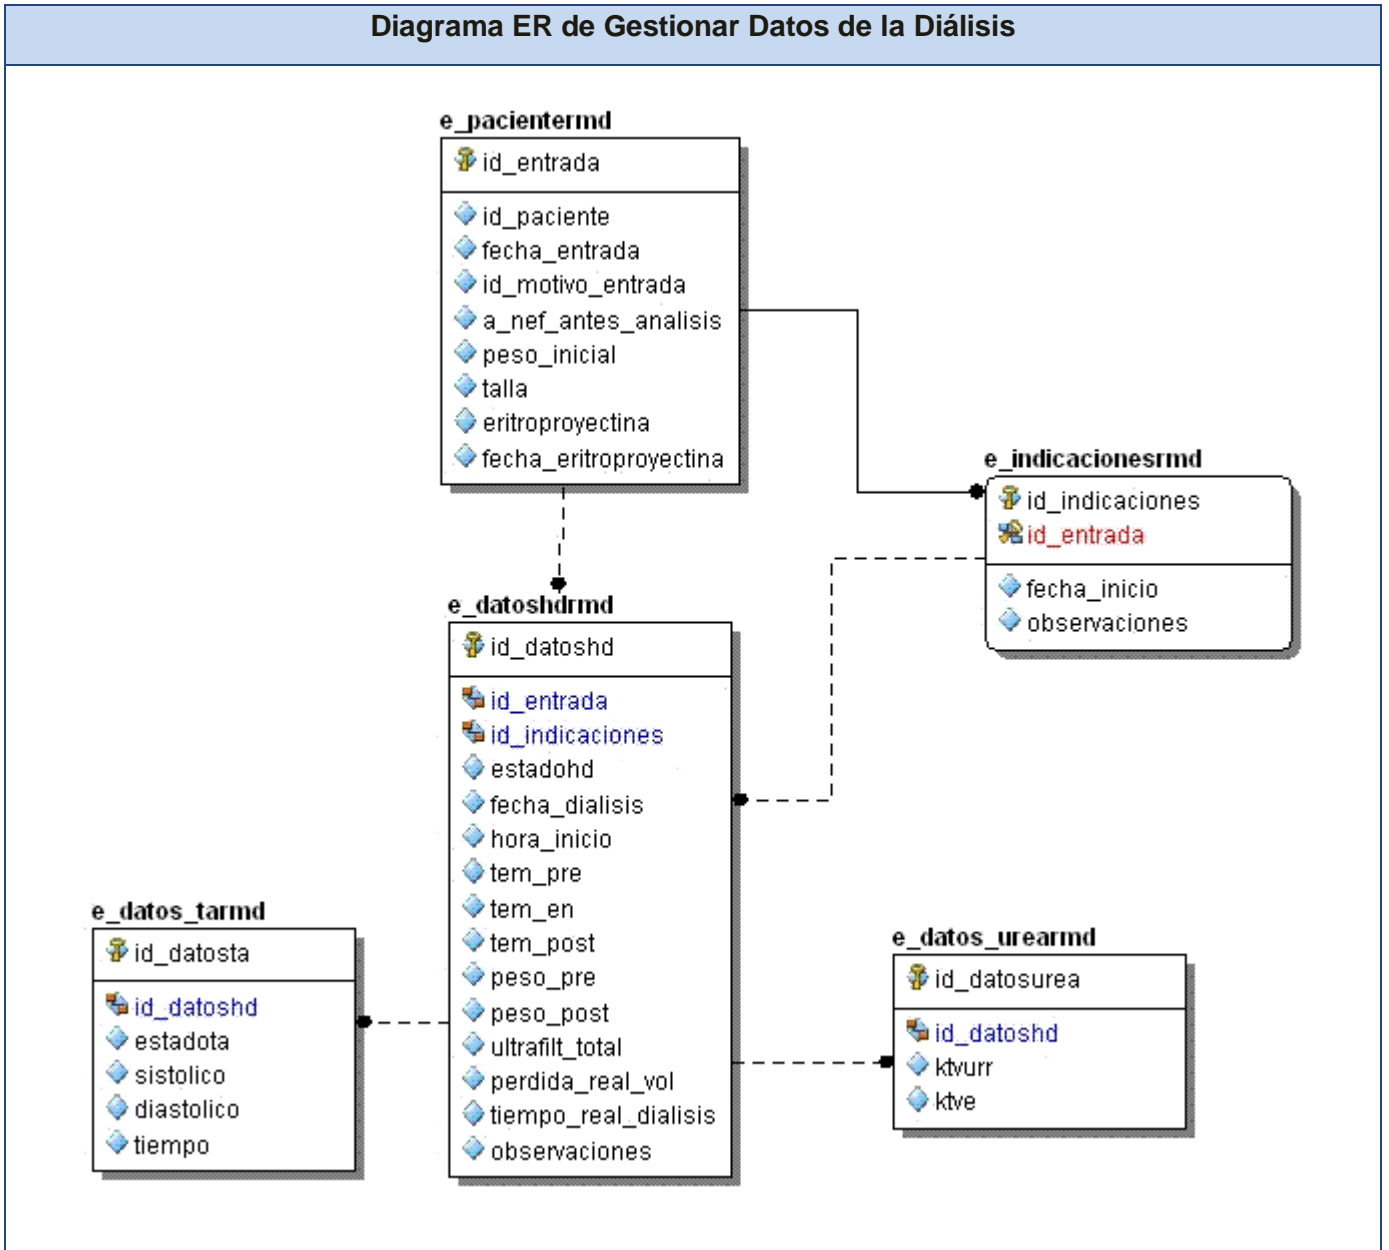 Diagrama ER de Gestionar Datos de la Diálisis
e_pacientermd
id_entrada
id_paciente
fecha_entrada
id_motivo_entrada
a_nef_antes_analisis
peso_inicial
talla
eritroproyectina
fecha_eritroproyectina
e_indicacionesrmd
id_indicaciones
id_entrada
fecha_inicio
observaciones
e_datoshdrmd
id_datoshd
id_entrada
id_indicaciones
estadohd
fecha_dialisis
hora_inicio
tem_pre
tem_en
tem_post
peso_pre
peso_post
ultrafilt_total
perdida_real_vol
tiempo_real_dialisis
observaciones
e_datos_tarmd
id_datosta
id_datoshd
estadota
sistolico
diastolico
tiempo
e_datos_urearmd
id_datosurea
id_datoshd
ktvurr
ktve